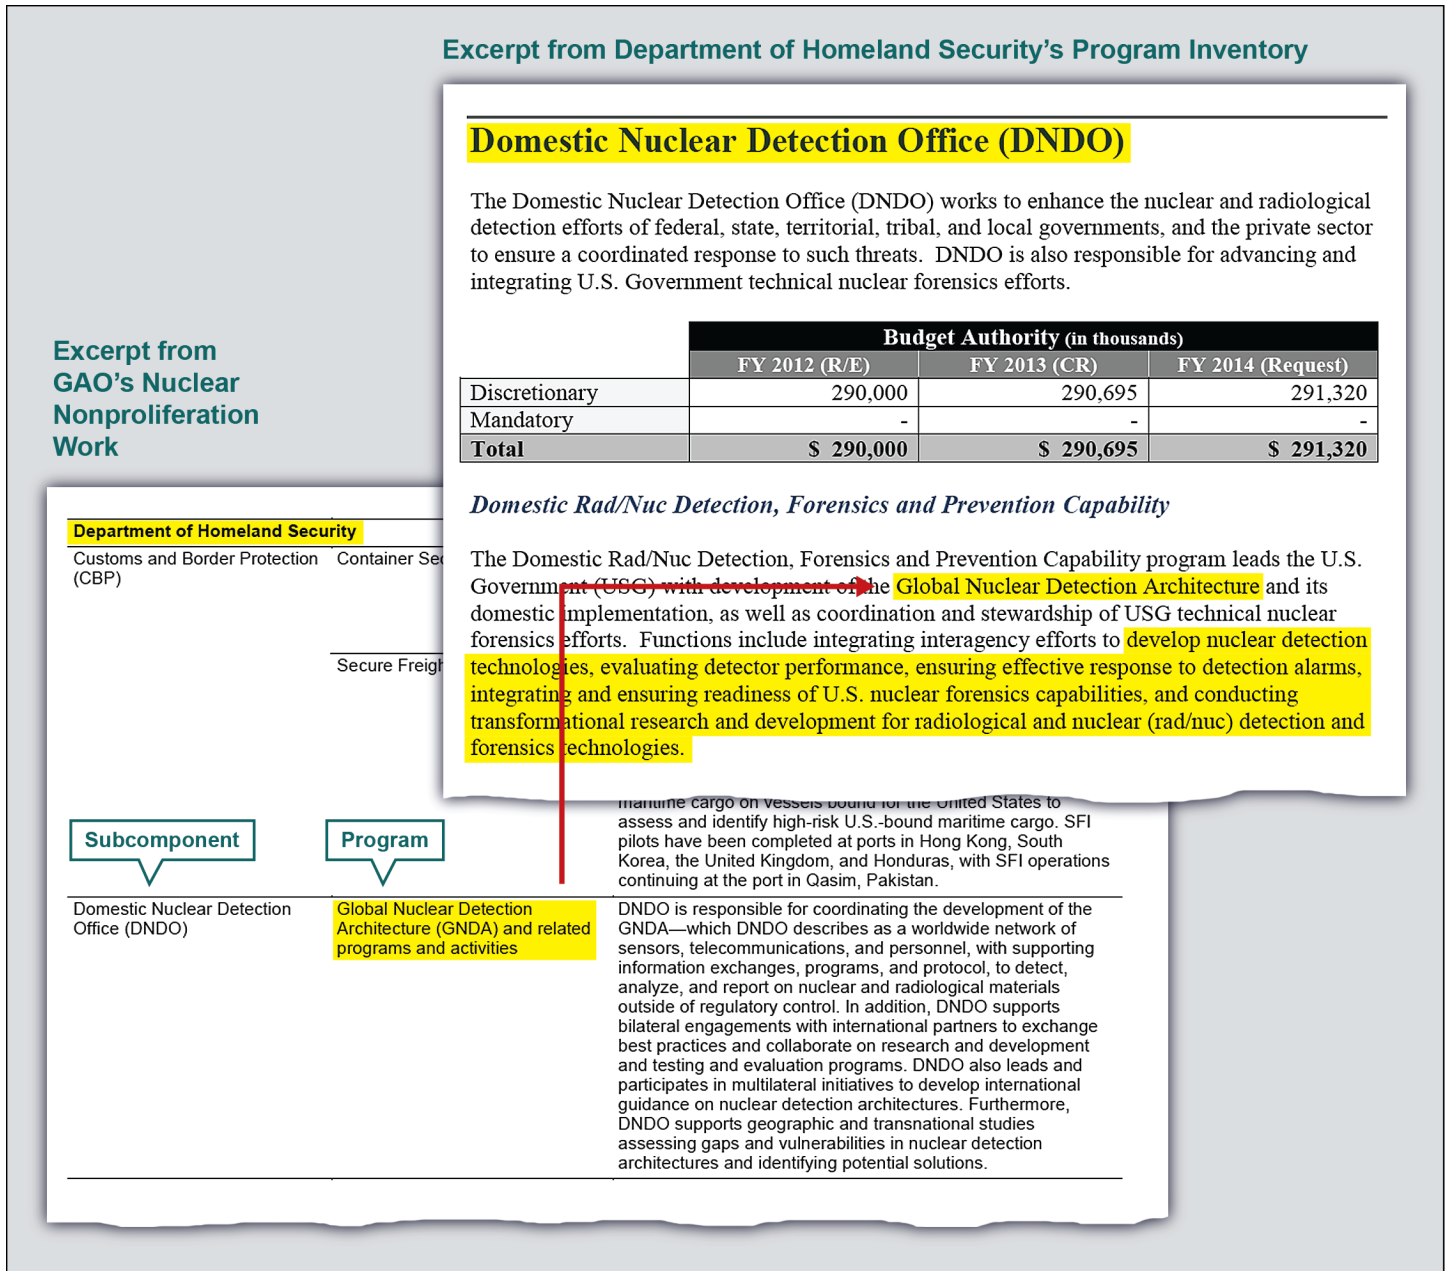 Excerpt from Department of Homeland Security's Program Inventory
Domestic Nuclear Detection Office (DNDO)
The Domestic Nuclear Detection Office (DNDO) works to enhance the nuclear and radiological
detection efforts of federal, state, territorial, tribal, and local governments, and the private sector
to ensure a coordinated response to such threats.  DNDO is also responsible for advancing and
integrating U.S. Government technical nuclear forensics efforts.
Budget Authority (in thousands)
FY 2012 (R/E) FY 2013 (CR) FY 2014 (Request)
Discretionary 290,000 290,695 291,320
Mandatory - - -
Total $ 290,000 $ 290,695 $ 291,320
Domestic Rad/Nuc Detection, Forensics and Prevention Capability
The Domestic Rad/Nuc Detection, Forensics and Prevention Capability program leads the U.S.
Government (USG) with development of the Global Nuclear Detection Architecture and its
domestic implementation, as well as coordination and stewardship of USG technical nuclear
forensics efforts.  Functions include integrating interagency efforts to develop nuclear detection
technologies, evaluating detector performance, ensuring effective response to detection alarms,
integrating and ensuring readiness of U.S. nuclear forensics capabilities, and conducting
transformational research and development for radiological and nuclear (rad/nuc) detection and
forensics technologies.
Excerpt from
GAO's Nuclear
Nonproliferation
Work
Department of Homeland Security
Customs and Border Protection
(CBP)
Container Sec
Secure Freigh
maritime cargo on vessels bound for the United States to
assess and identify high-risk U.S.-bound maritime cargo. SFI
pilots have been completed at ports in Hong Kong, South
Korea, the United Kingdom, and Honduras, with SFI operations
continuing at the port in Qasim, Pakistan.
Subcomponent
Program
Domestic Nuclear Detection
Office (DNDO)
Global Nuclear Detection
Architecture (GNDA) and related
programs and activities
DNDO is responsible for coordinating the development of the
GNDA—which DNDO describes as a worldwide network of
sensors, telecommunications, and personnel, with supporting
information exchanges, programs, and protocol, to detect,
analyze, and report on nuclear and radiological materials
outside of regulatory control. In addition, DNDO supports
bilateral engagements with international partners to exchange
best practices and collaborate on research and development
and testing and evaluation programs. DNDO also leads and
participates in multilateral initiatives to develop international
guidance on nuclear detection architectures. Furthermore,
DNDO supports geographic and transnational studies
assessing gaps and vulnerabilities in nuclear detection
architectures and identifying potential solutions.